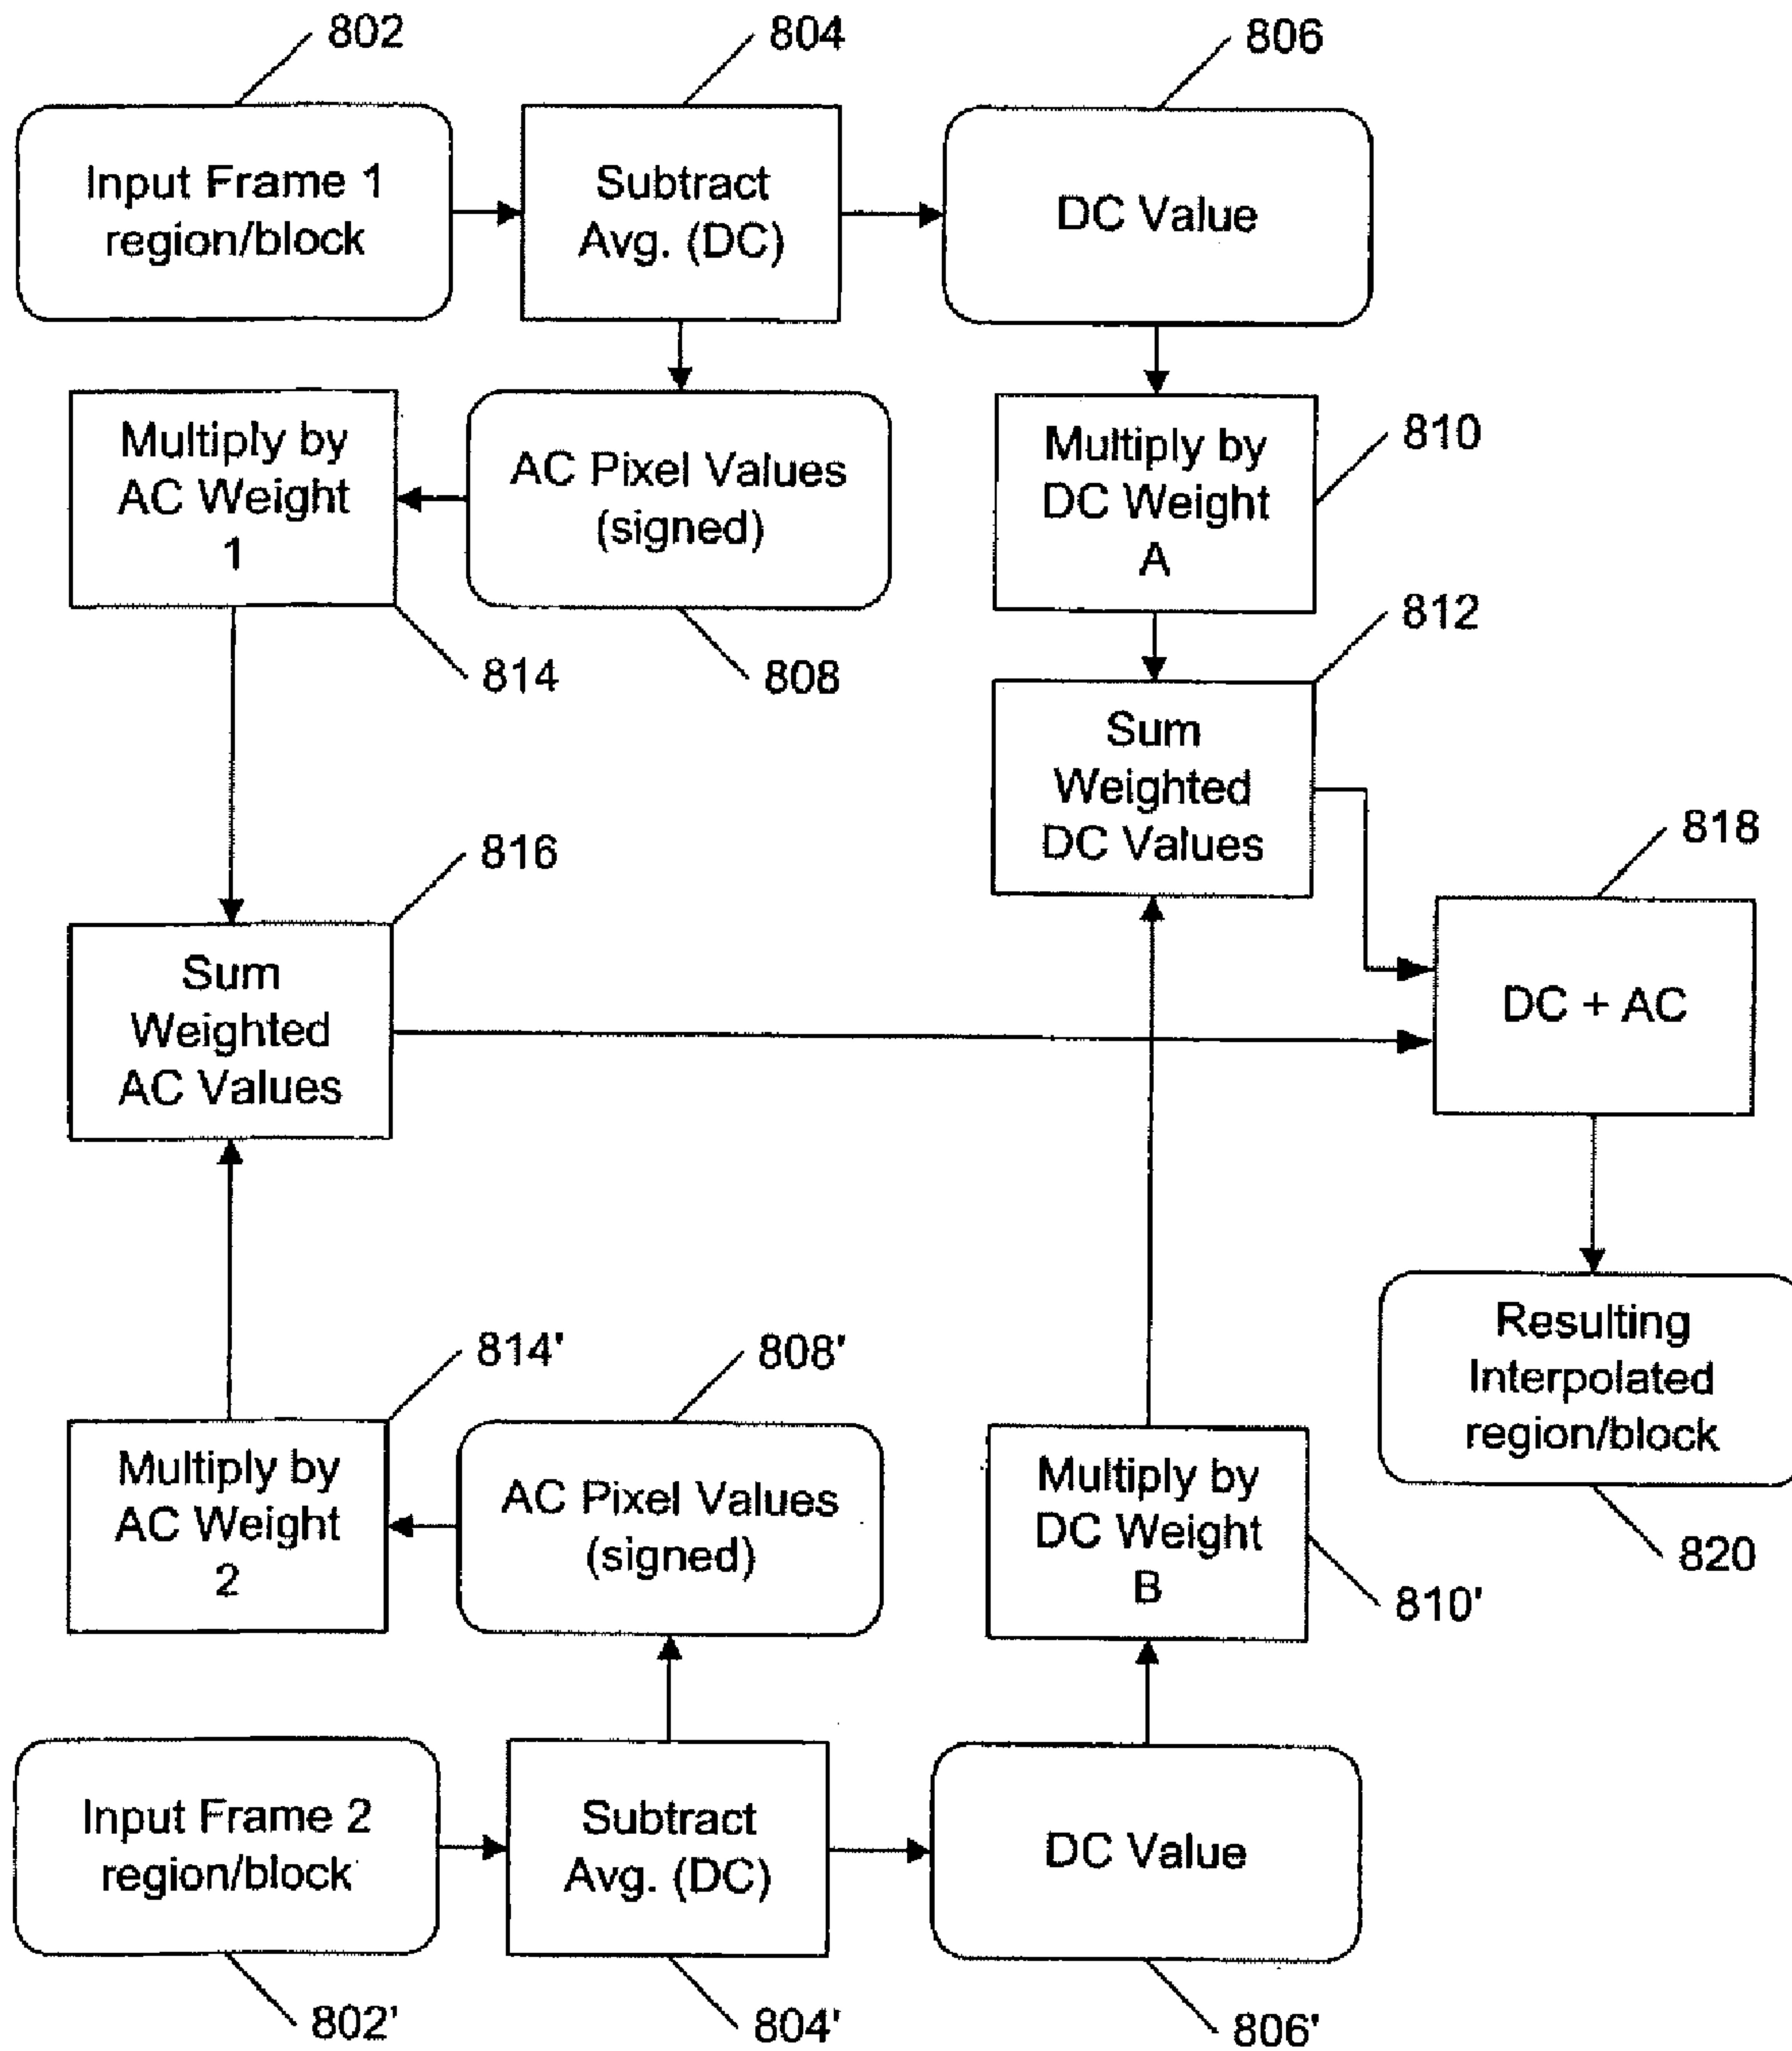 802
804
806
Input Frame 1
region/block
Subtract
Avg. (DC)
DC Value
Multiply by
AC Weight
1
AC Pixel Values
(signed)
Multiply by
DC Weight
A
810
814
808
812
Sum
Weighted
DC Values
816
818
Sum
Weighted
AC Values
DC + AC
814'
808'
Resulting
Interpolated
region/block
Multiply by
AC Weight
2
AC Pixel Values
(signed)
Multiply by
DC Weight
B
820
810'
Input Frame 2
region/block
Subtract
Avg. (DC)
DC Value
802'
804'
806'